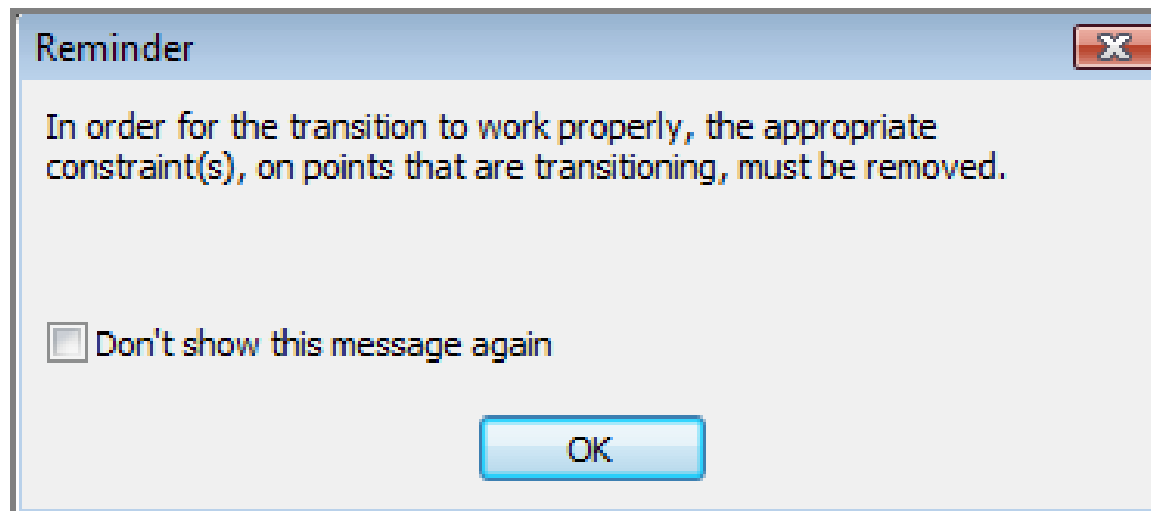 Reminder
In order for the transition to work properly, the appropriate
constraint(s), on points that are transitioning, must be removed.
Don't show this message again
OK